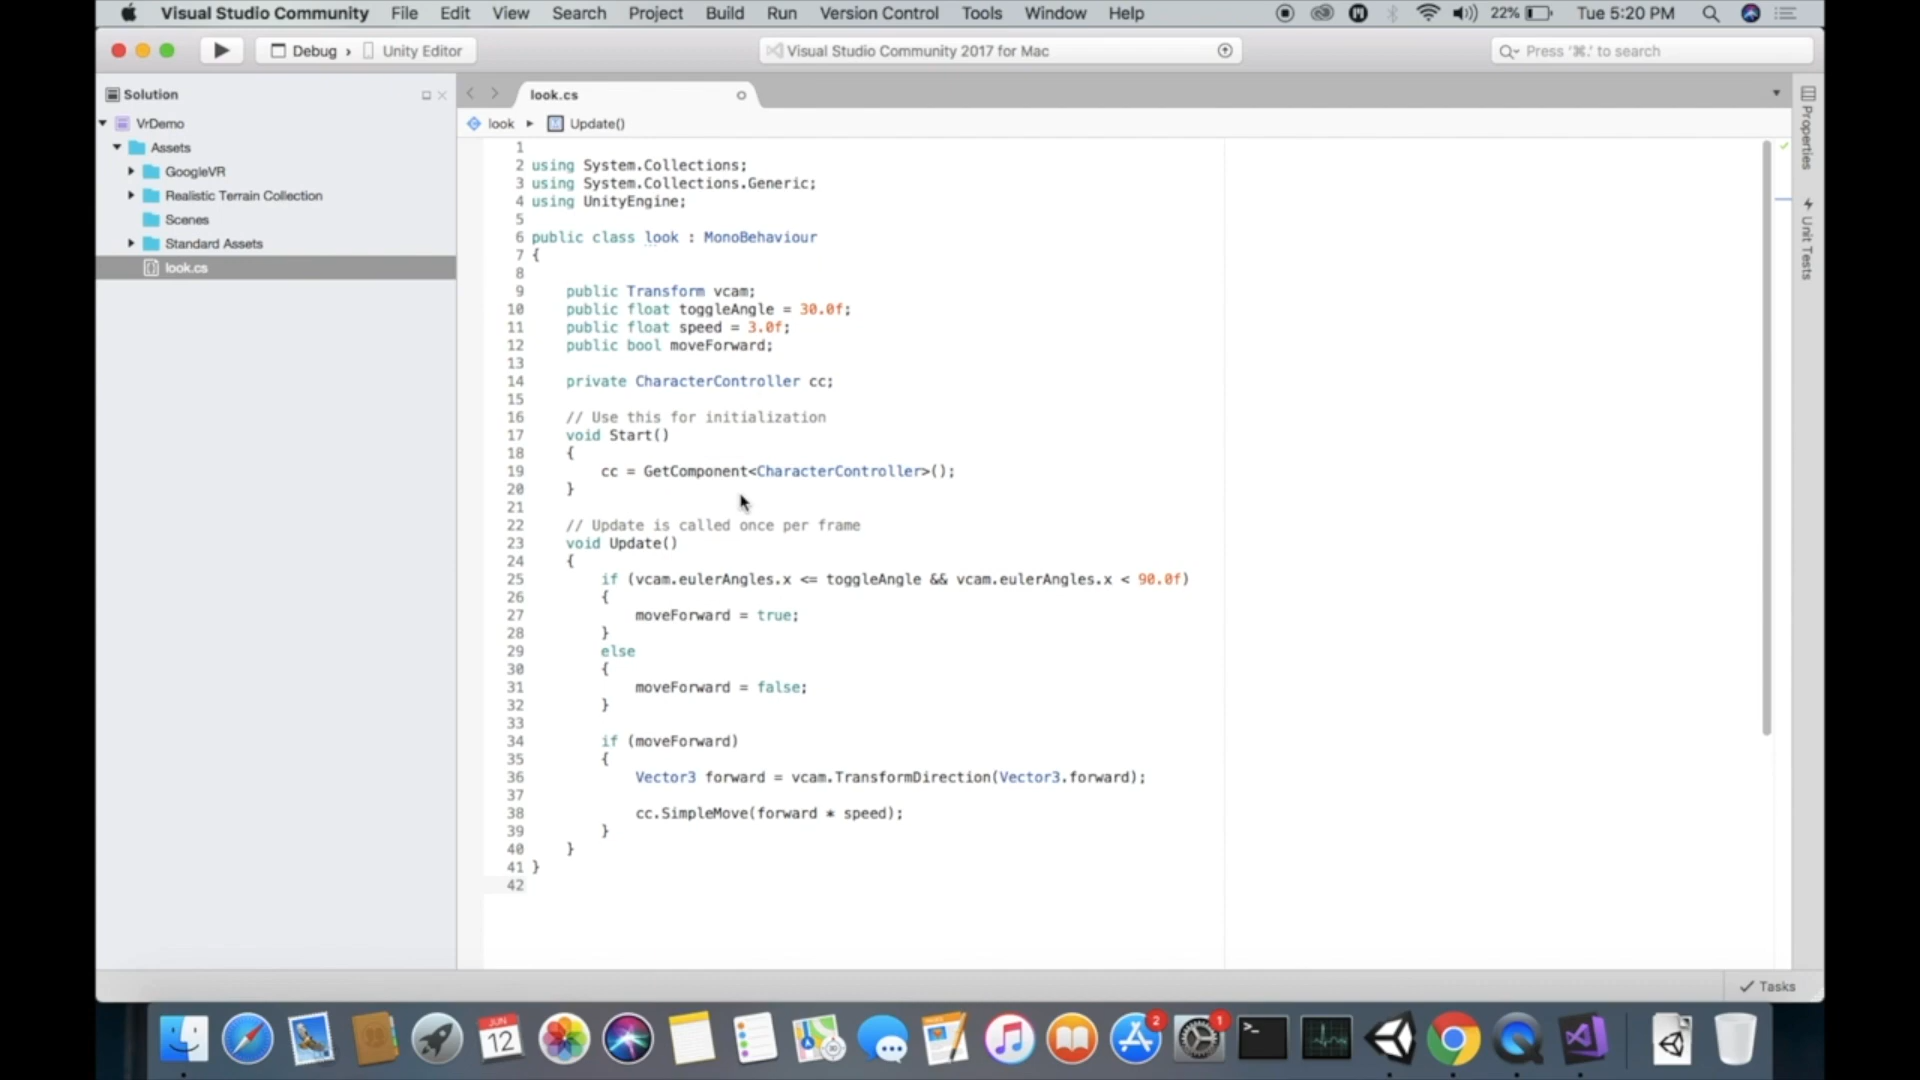 Visual Studio Community File Edit View Search Project Build Run Version Control Tools Window Help 22% Tue 5:20 PM
Debug › Unity Editor Visual Studio Community 2017 for Mac Press '⌘.' to search
Solution
VrDemo
Assets
GoogleVR
Realistic Terrain Collection
Scenes
Standard Assets
look.cs
look.cs
look ▸ Update()
1
2 using System.Collections;
3 using System.Collections.Generic;
4 using UnityEngine;
5
6 public class look : MonoBehaviour
7 {
8
9 public Transform vcam;
10 public float toggleAngle = 30.0f;
11 public float speed = 3.0f;
12 public bool moveForward;
13
14 private CharacterController cc;
15
16 // Use this for initialization
17 void Start()
18 {
19 cc = GetComponent<CharacterController>();
20 }
21
22 // Update is called once per frame
23 void Update()
24 {
25 if (vcam.eulerAngles.x <= toggleAngle && vcam.eulerAngles.x < 90.0f)
26 {
27 moveForward = true;
28 }
29 else
30 {
31 moveForward = false;
32 }
33
34 if (moveForward)
35 {
36 Vector3 forward = vcam.TransformDirection(Vector3.forward);
37
38 cc.SimpleMove(forward * speed);
39 }
40 }
41 }
42
Properties
Unit Tests
Tasks
JUN
12
2
1